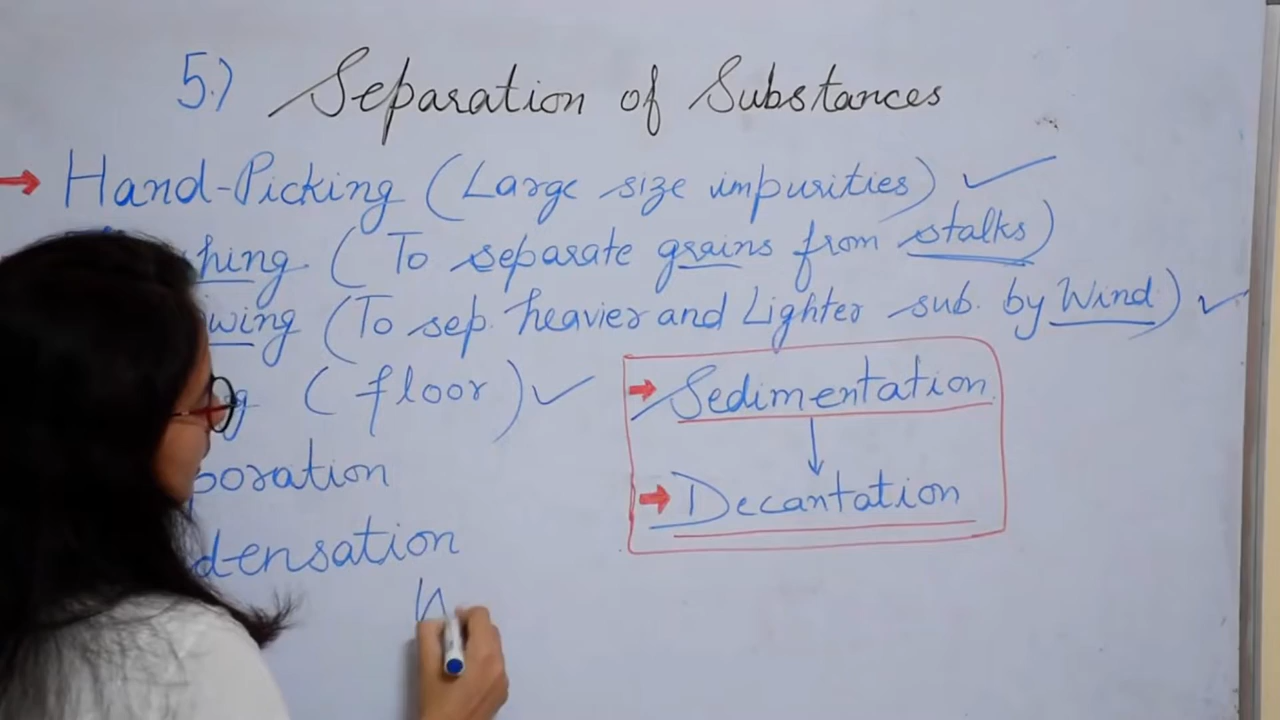 5.) Separation of Substances
→ Hand-Picking (Large size impurities) ✓
hing (To separate grains from stalks)
wing (To sep. heavier and Lighter sub. by Wind) ✓
g (floor) ✓
→ Sedimentation
↓
→ Decantation
poration
densation